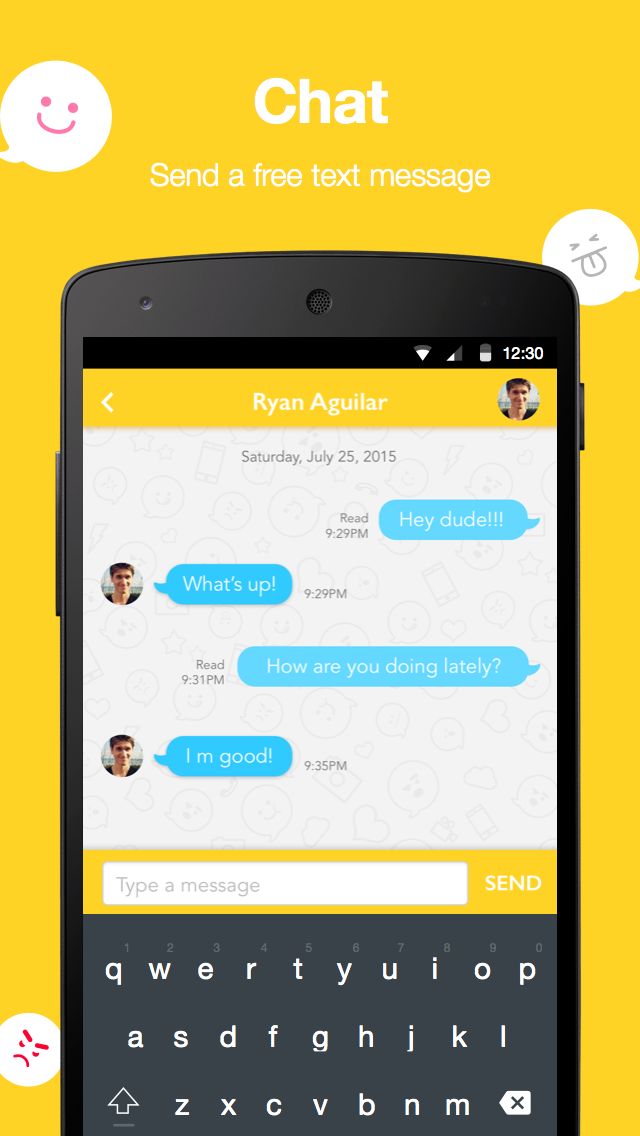 Chat
Send a free text message
12:30
Ryan Aguilar
Saturday, July 25, 2015
Hey dude!!!
Read
9:29PM
What's up!
9:29PM
How are you doing lately?
Read
9:31PM
I m good!
9:35PM
Type a message SEND
1 2 3 4 5 6 7 8 9 0
q w e r t y u i o p
a s d f g h j k l
z x c v b n m